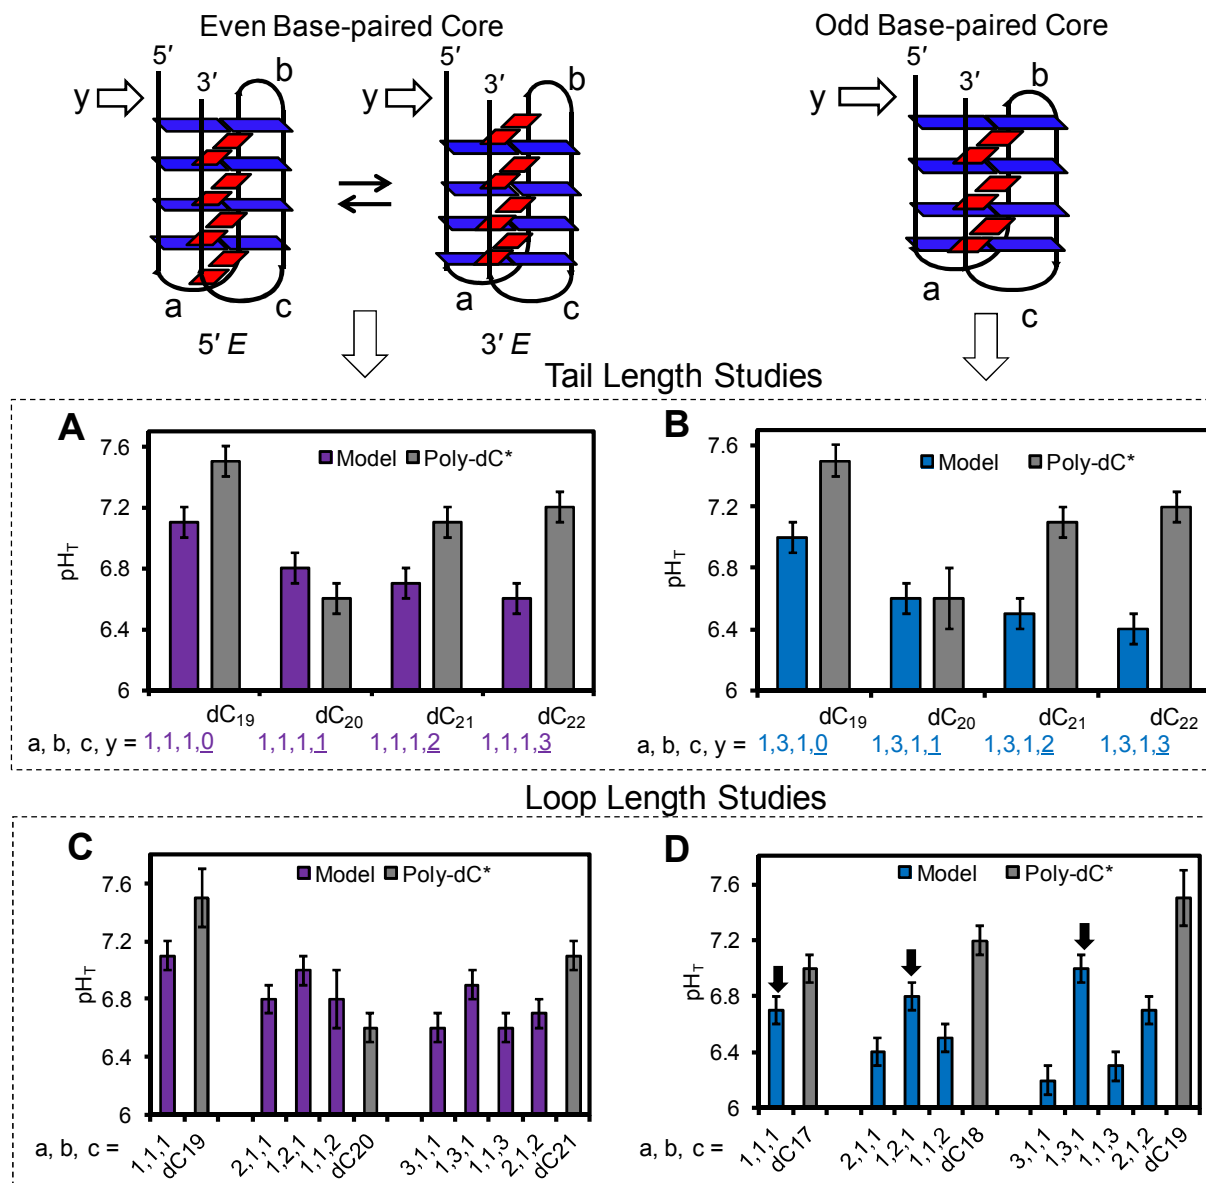 Even Base-paired Core
Odd Base-paired Core
5′
3′
b
y
a
c
5′ E
3′
5′
b
y
a
c
3′ E
5′
3′
b
y
a
c
Tail Length Studies
A
Model
Poly-dC*
pHT
7.6
7.2
6.8
6.4
6
dC19
dC20
dC21
dC22
a, b, c, y = 1,1,1,0 1,1,1,1 1,1,1,2 1,1,1,3
B
Model
Poly-dC*
pHT
7.6
7.2
6.8
6.4
6
dC19
dC20
dC21
dC22
a, b, c, y = 1,3,1,0 1,3,1,1 1,3,1,2 1,3,1,3
Loop Length Studies
C
Model
Poly-dC*
pHT
7.6
7.2
6.8
6.4
6
a, b, c =
1,1,1
dC19
2,1,1
1,2,1
1,1,2
dC20
3,1,1
1,3,1
1,1,3
2,1,2
dC21
D
Model
Poly-dC*
pHT
7.6
7.2
6.8
6.4
6
a, b, c =
1,1,1
dC17
2,1,1
1,2,1
1,1,2
dC18
3,1,1
1,3,1
1,1,3
2,1,2
dC19